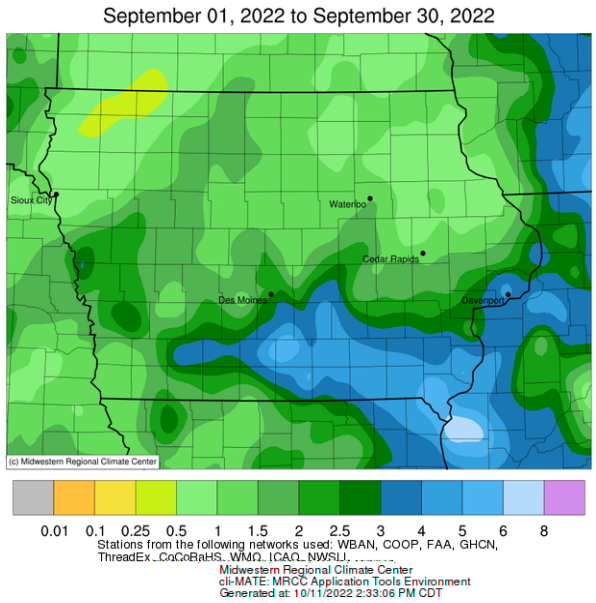 September 01, 2022 to September 30, 2022
Sioux City
Waterloo
Cedar Rapids
Des Moines
Davenport
(c) Midwestern Regional Climate Center
0.01 0.1 0.25 0.5 1 1.5 2 2.5 3 4 5 6 8
Stations from the following networks used: WBAN, COOP, FAA, GHCN,
ThreadEx, CoCoRaHS, WMO, ICAO, NWSLI,
Midwestern Regional Climate Center
cli-MATE: MRCC Application Tools Environment
Generated at: 10/11/2022 2:33:06 PM CDT